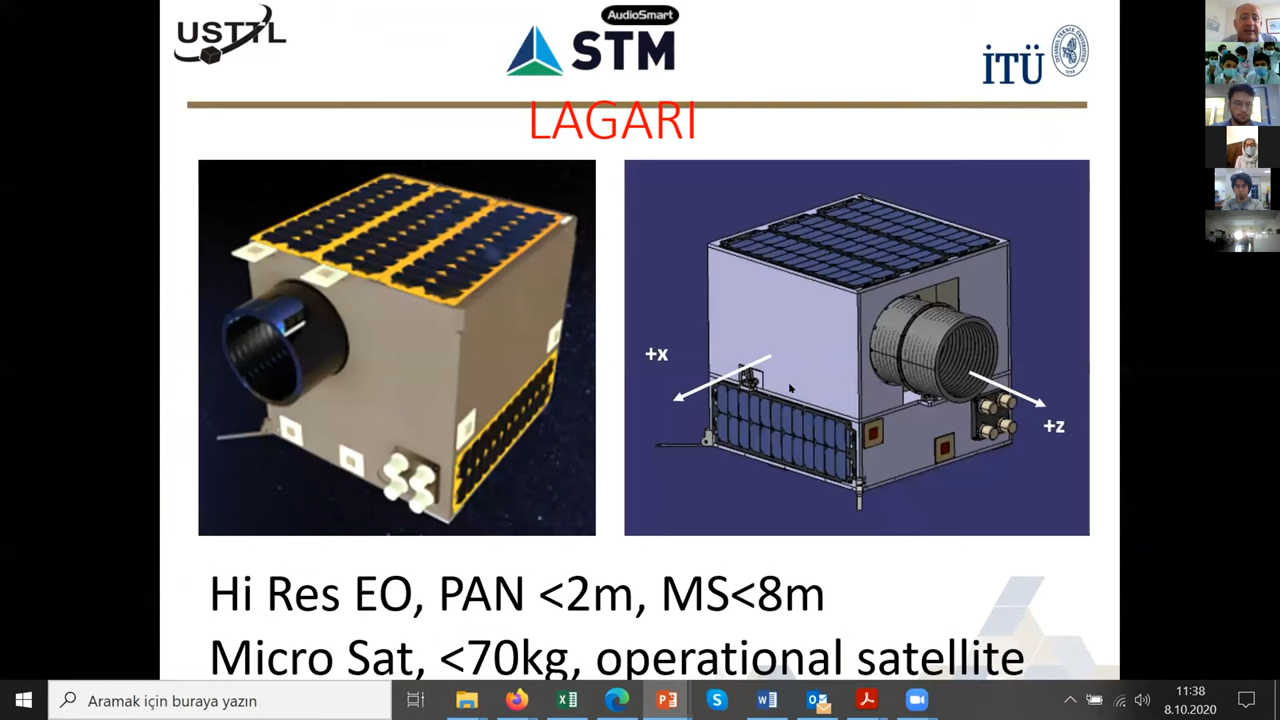 USTTL
AudioSmart
STM
İTÜ
LAGARI
+x
+z
Hi Res EO, PAN <2m, MS<8m
Micro Sat, <70kg, operational satellite
Aramak için buraya yazın
11:38
8.10.2020